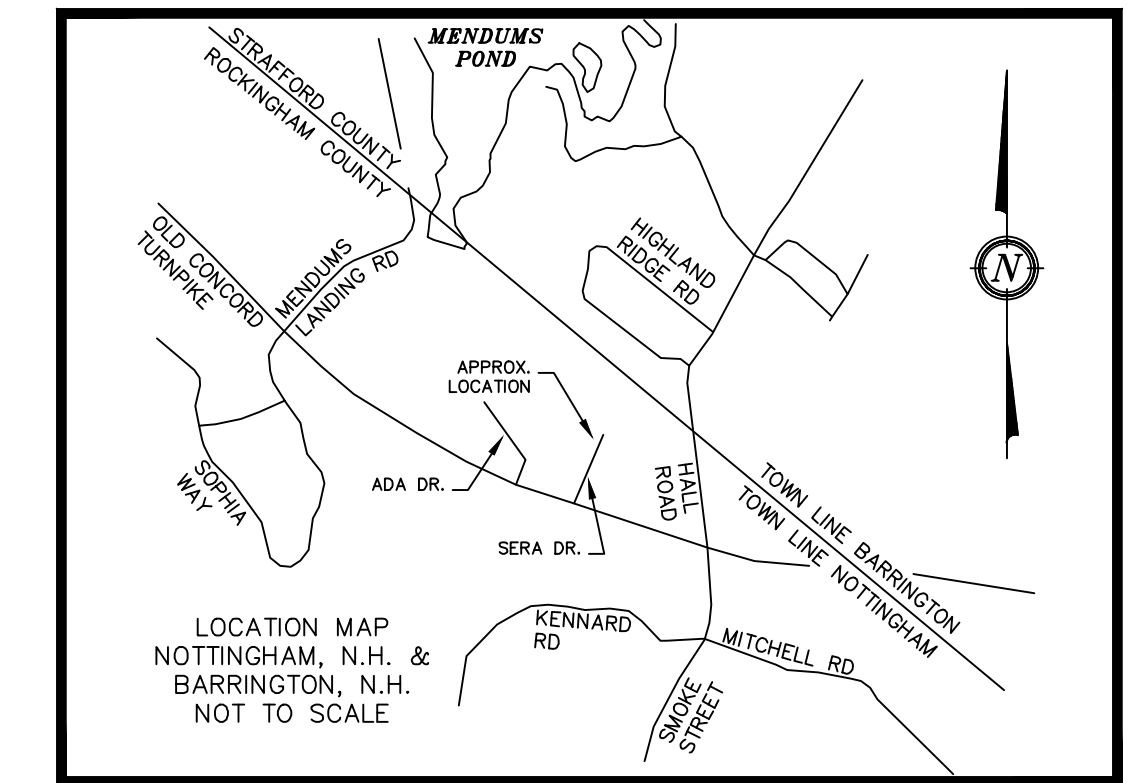 MENDUMS
POND
STRAFFORD COUNTY
ROCKINGHAM COUNTY
OLD CONCORD
TURNPIKE
MENDUMS
LANDING RD
HIGHLAND
RIDGE RD
N
APPROX.
LOCATION
ADA DR.
SERA DR.
SOPHIA
WAY
HALL
ROAD
TOWN LINE BARRINGTON
TOWN LINE NOTTINGHAM
KENNARD
RD
MITCHELL RD
SMOKE
STREET
LOCATION MAP
NOTTINGHAM, N.H. &
BARRINGTON, N.H.
NOT TO SCALE